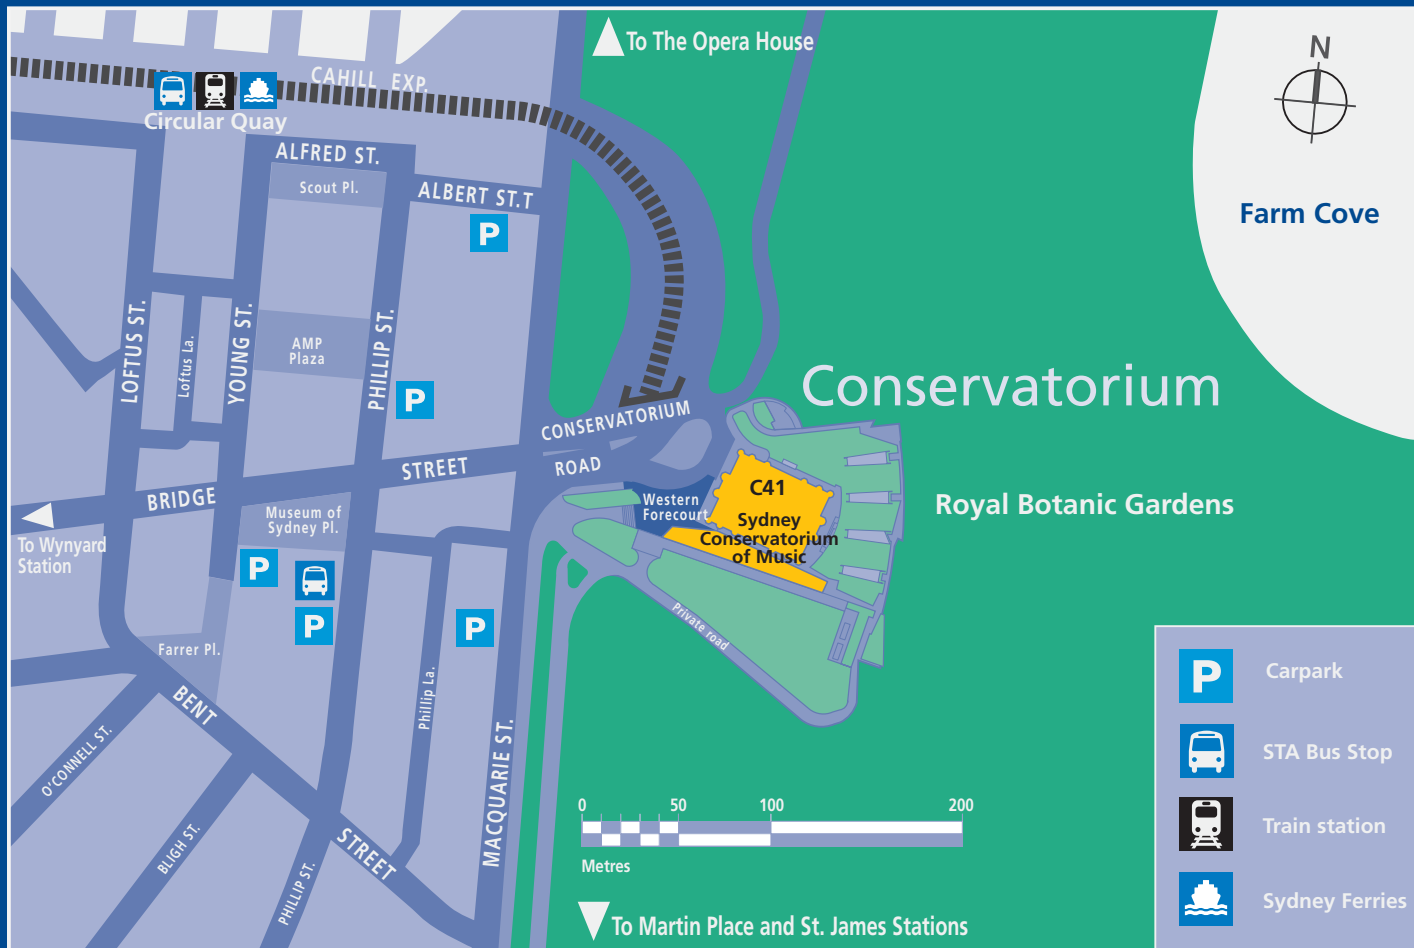 To The Opera House
N
CAHILL EXP.
Circular Quay
ALFRED ST.
Scout Pl.
ALBERT ST.T
P
Farm Cove
LOFTUS ST.
Loftus La.
YOUNG ST.
AMP
Plaza
PHILLIP ST.
P
Conservatorium
CONSERVATORIUM
ROAD
BRIDGE
STREET
To Wynyard
Station
Museum of
Sydney Pl.
Western
Forecourt
C41
Sydney
Conservatorium
of Music
Royal Botanic Gardens
P
P
P
Private road
Farrer Pl.
BENT
STREET
Phillip La.
MACQUARIE ST.
O'CONNELL ST.
BLIGH ST.
PHILLIP ST.
0 50 100 200
Metres
To Martin Place and St. James Stations
P Carpark
STA Bus Stop
Train station
Sydney Ferries